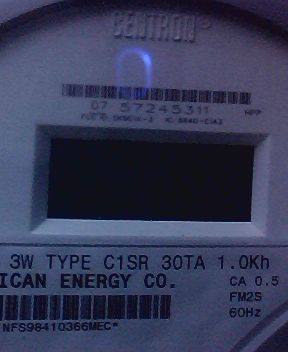 CENTRON®
07 57245311
3W TYPE C1SR 30TA 1.0Kh
ICAN ENERGY CO.
CA 0.5
FM2S
60Hz
NFS98410366MEC*